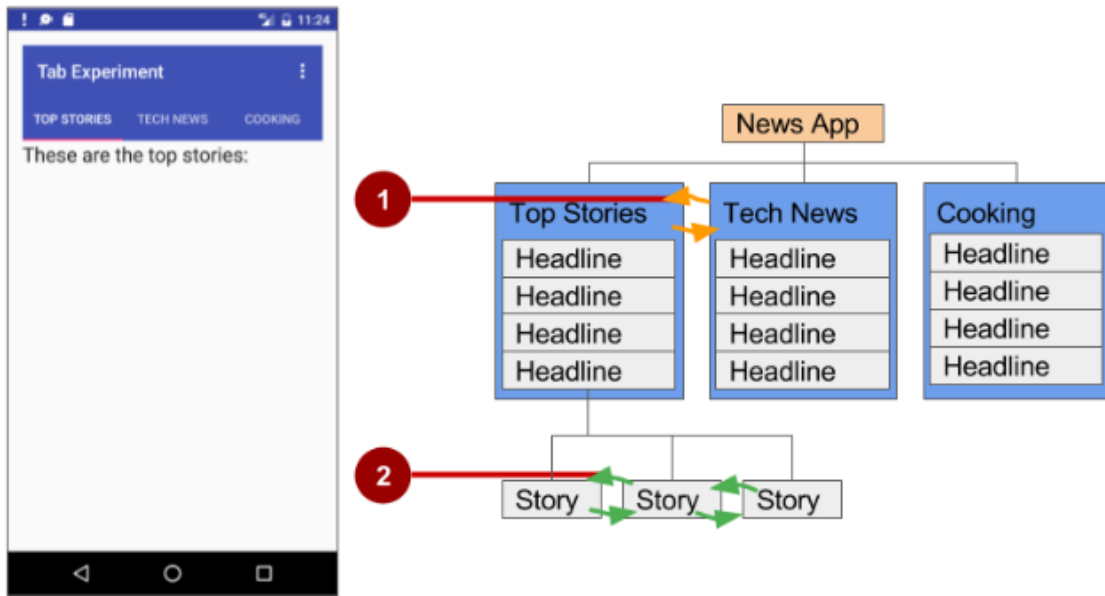 11:24
Tab Experiment
TOP STORIES TECH NEWS COOKING
These are the top stories:
News App
1
Top Stories
Headline
Headline
Headline
Headline
Tech News
Headline
Headline
Headline
Headline
Cooking
Headline
Headline
Headline
Headline
2
Story Story Story